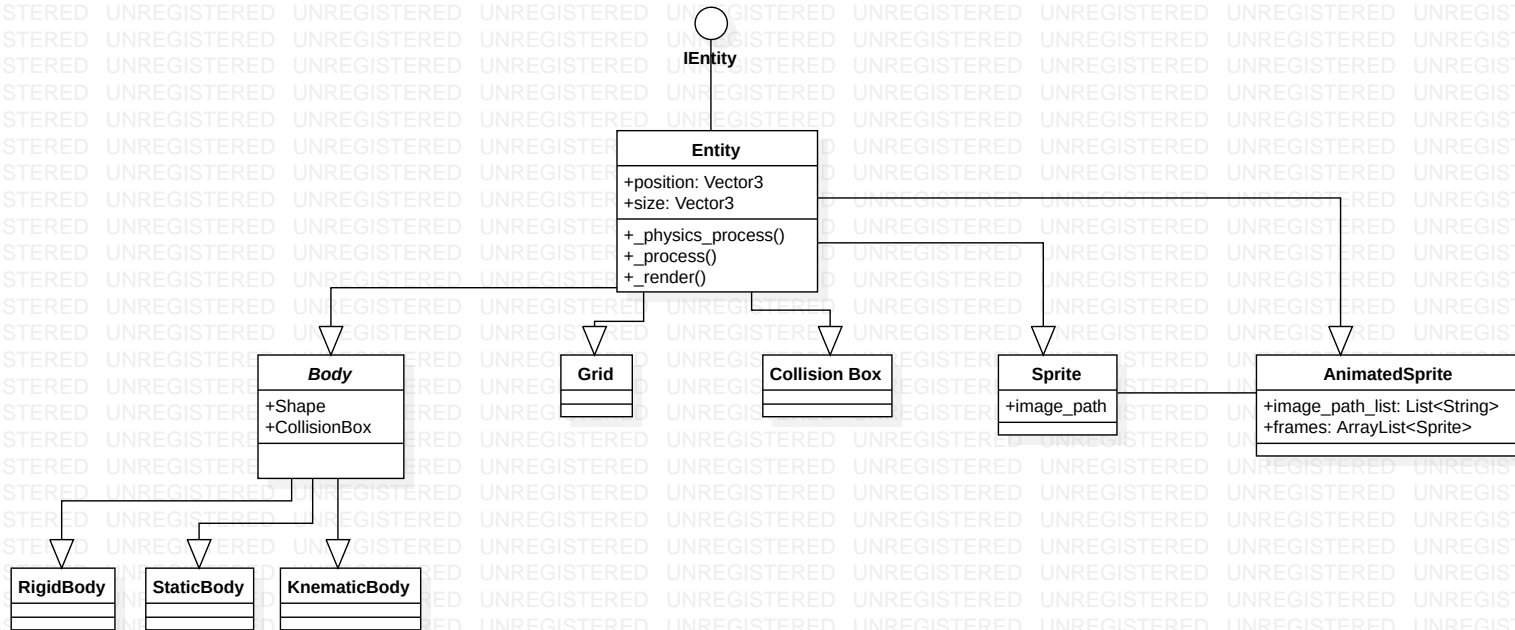 IEntity
Entity
+position: Vector3
+size: Vector3
+_physics_process()
+_process()
+_render()
Body
+Shape
+CollisionBox
Grid
Collision Box
Sprite
+image_path
AnimatedSprite
+image_path_list: List<String>
+frames: ArrayList<Sprite>
RigidBody
StaticBody
KnematicBody
UNREGISTERED